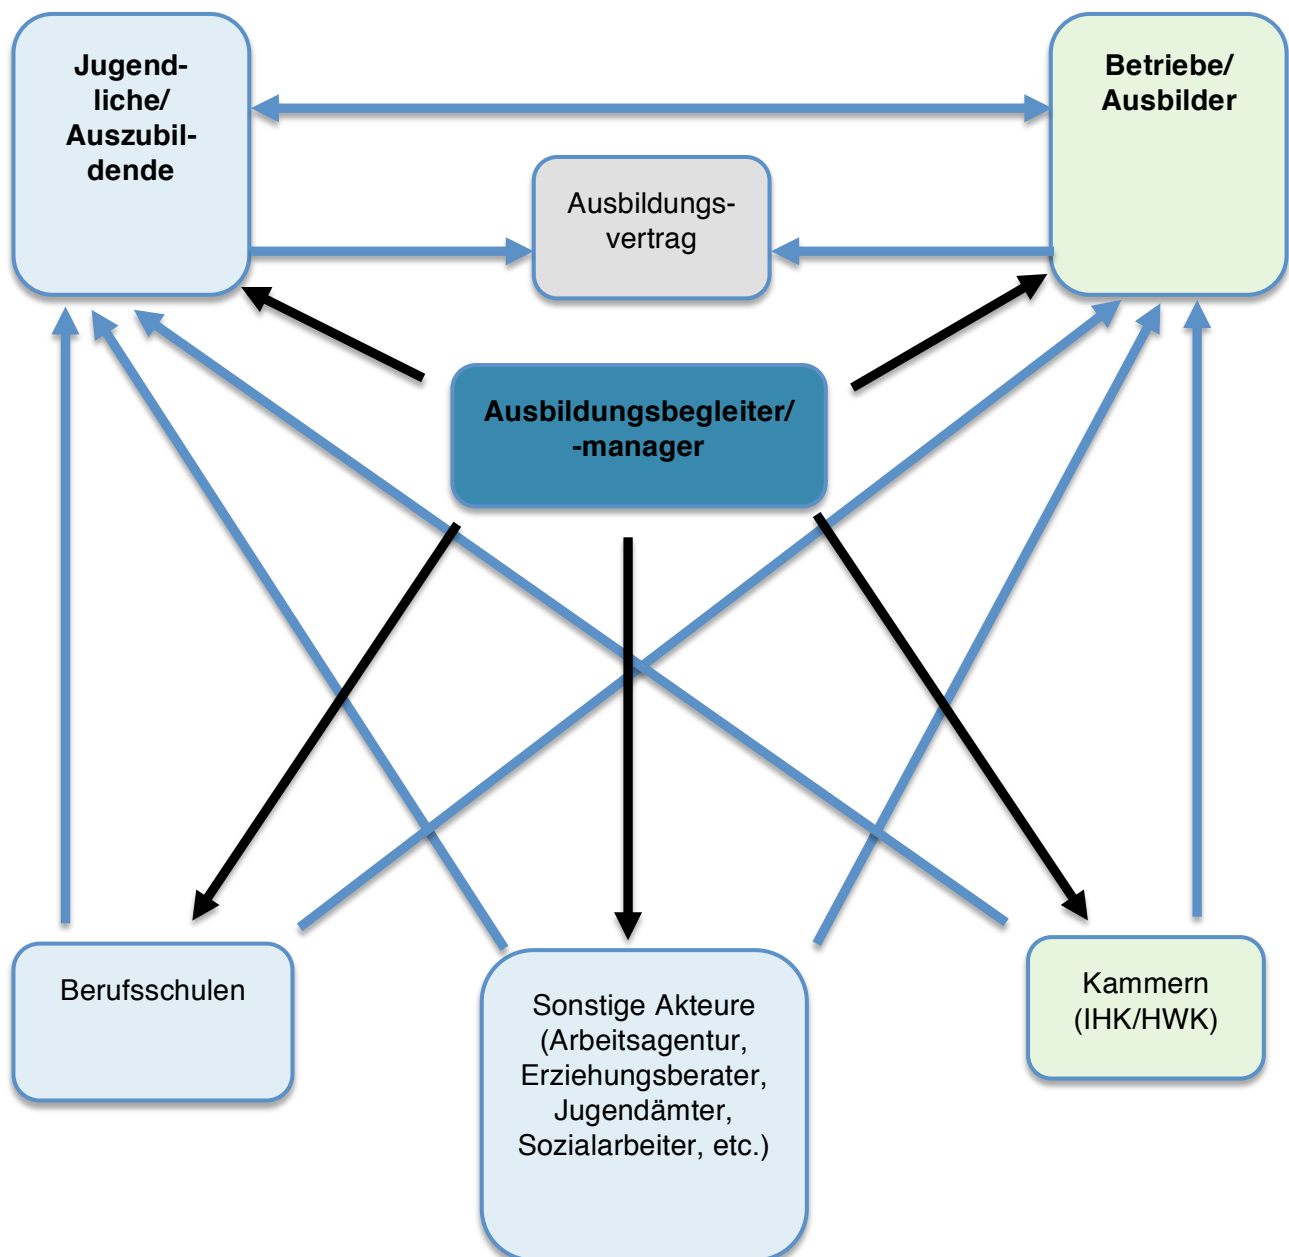 Jugend-
liche/
Auszubil-
dende
Betriebe/
Ausbilder
Ausbildungs-
vertrag
Ausbildungsbegleiter/
-manager
Berufsschulen
Sonstige Akteure
(Arbeitsagentur,
Erziehungsberater,
Jugendämter,
Sozialarbeiter, etc.)
Kammern
(IHK/HWK)